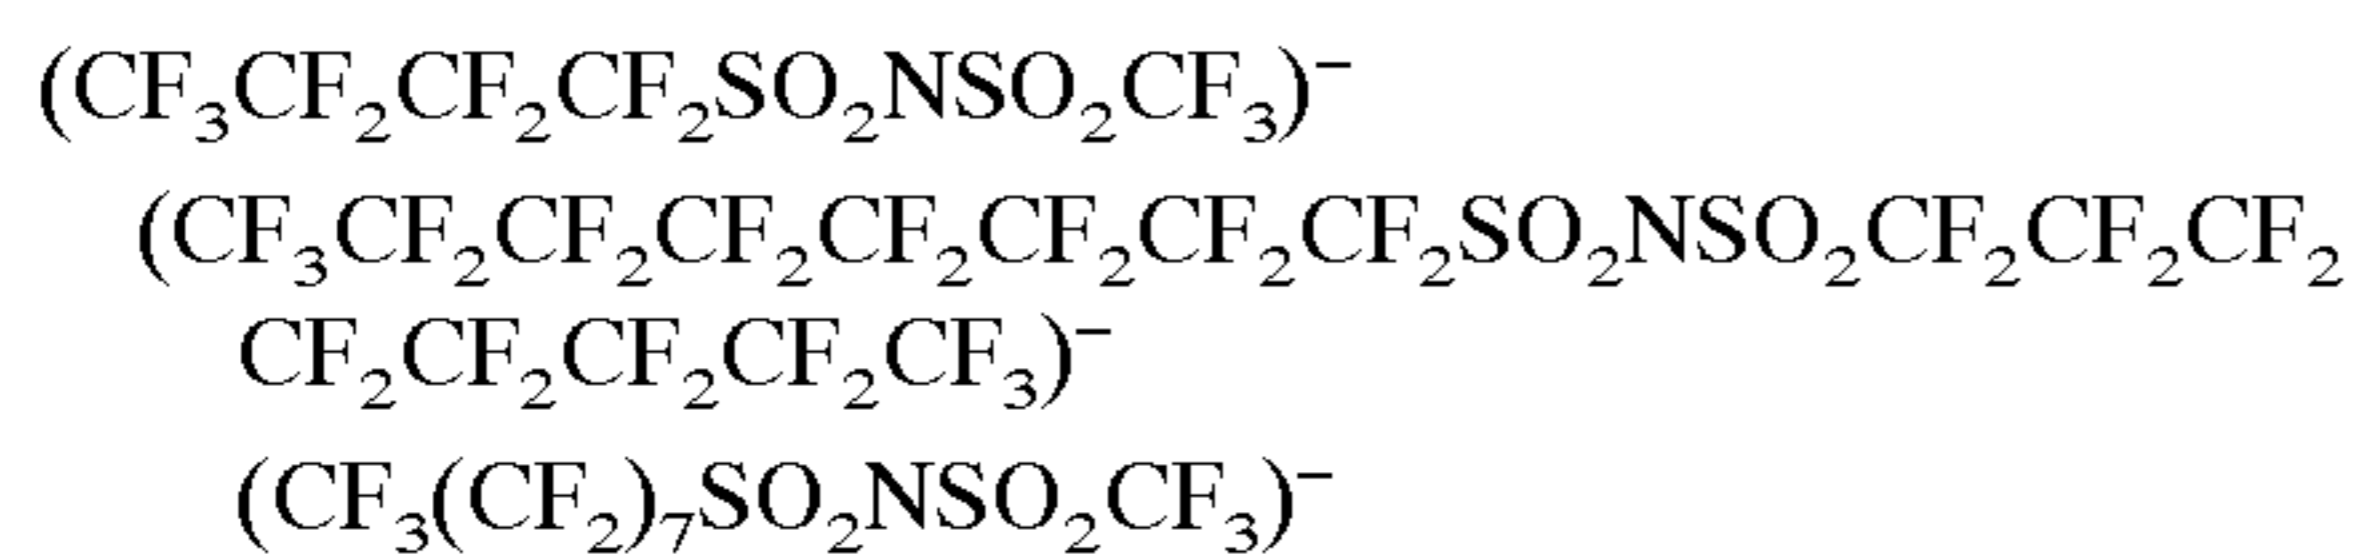 (CF₃CF₂CF₂CF₂SO₂NSO₂CF₃)⁻
(CF₃CF₂CF₂CF₂CF₂CF₂CF₂CF₂SO₂NSO₂CF₂CF₂CF₂
CF₂CF₂CF₂CF₂CF₃)⁻
(CF₃(CF₂)₇SO₂NSO₂CF₃)⁻